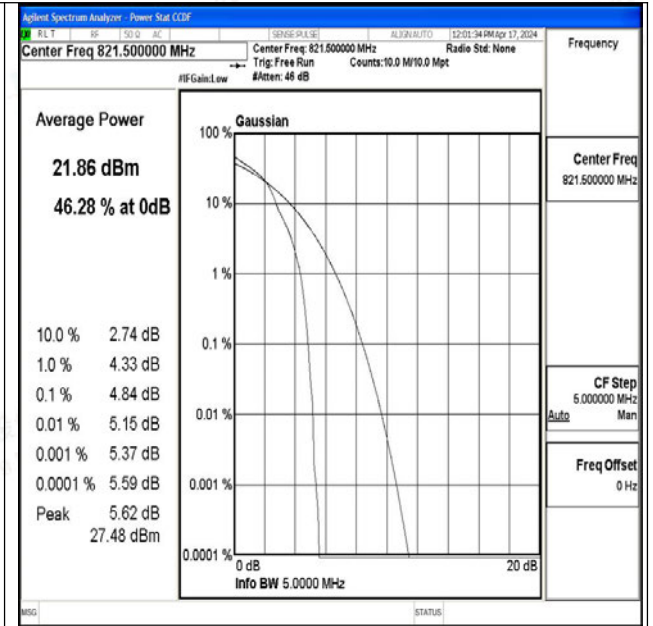 Agilent Spectrum Analyzer - Power Stat CCDF
RL T RF 50 Ω AC SENSE:PULSE ALIGN AUTO 12:01:34 PM Apr 17, 2024
Center Freq 821.500000 MHz
Center Freq: 821.500000 MHz Radio Std: None
Trig: Free Run Counts:10.0 M/10.0 Mpt
#IFGain:Low #Atten: 46 dB
Frequency
Average Power
21.86 dBm
46.28 % at 0dB
10.0 % 2.74 dB
1.0 % 4.33 dB
0.1 % 4.84 dB
0.01 % 5.15 dB
0.001 % 5.37 dB
0.0001 % 5.59 dB
Peak 5.62 dB
27.48 dBm
Gaussian
100 %
10 %
1 %
0.1 %
0.01 %
0.001 %
0.0001 %
0 dB 20 dB
Info BW 5.0000 MHz
Center Freq
821.500000 MHz
CF Step
5.000000 MHz
Auto Man
Freq Offset
0 Hz
MSG STATUS